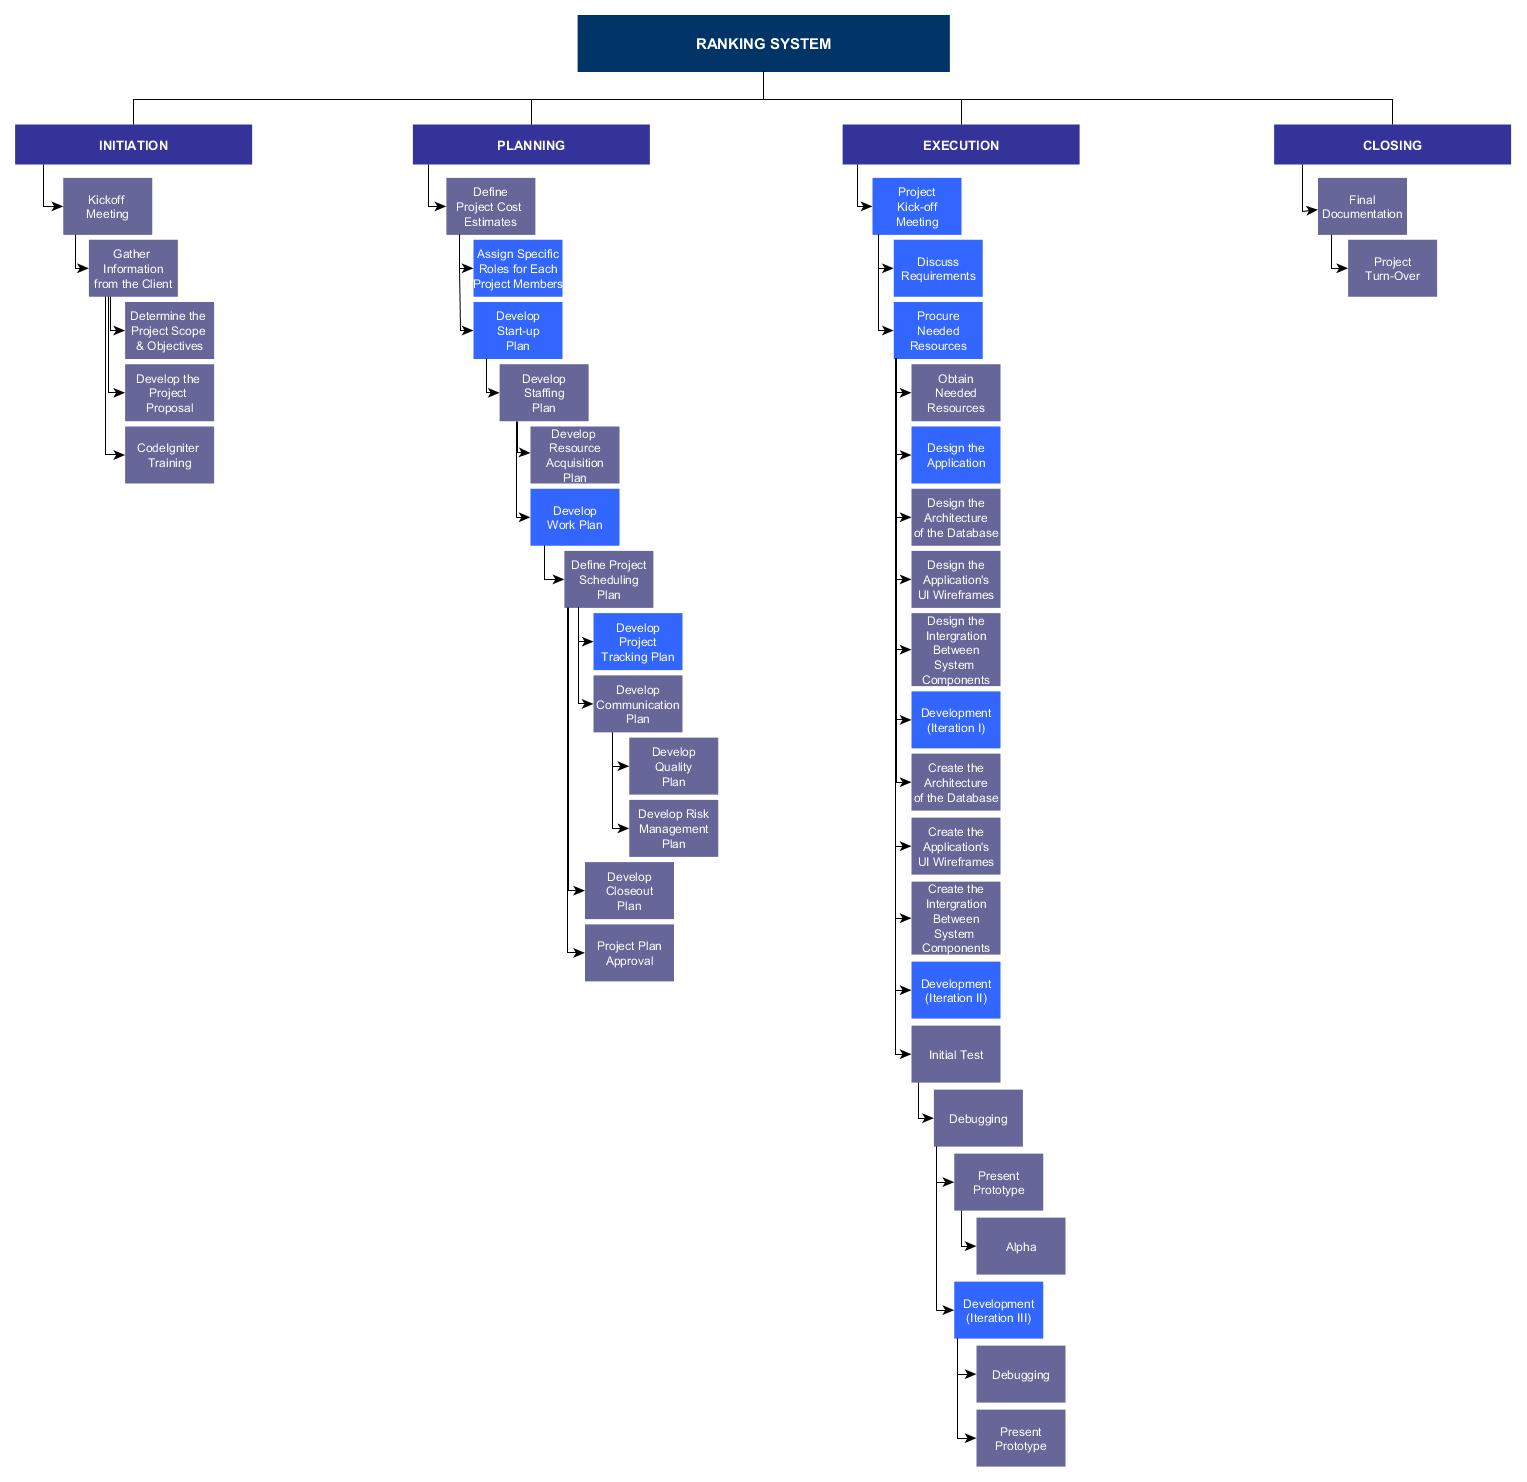 RANKING SYSTEM
INITIATION
Kickoff
Meeting
Gather
Information
from the Client
Determine the
Project Scope
& Objectives
Develop the
Project
Proposal
CodeIgniter
Training
PLANNING
Define
Project Cost
Estimates
Assign Specific
Roles for Each
Project Members
Develop
Start-up
Plan
Develop
Staffing
Plan
Develop
Resource
Acquisition
Plan
Develop
Work Plan
Define Project
Scheduling
Plan
Develop
Project
Tracking Plan
Develop
Communication
Plan
Develop
Quality
Plan
Develop Risk
Management
Plan
Develop
Closeout
Plan
Project Plan
Approval
EXECUTION
Project
Kick-off
Meeting
Discuss
Requirements
Procure
Needed
Resources
Obtain
Needed
Resources
Design the
Application
Design the
Architecture
of the Database
Design the
Application's
UI Wireframes
Design the
Intergration
Between
System
Components
Development
(Iteration I)
Create the
Architecture
of the Database
Create the
Application's
UI Wireframes
Create the
Intergration
Between
System
Components
Development
(Iteration II)
Initial Test
Debugging
Present
Prototype
Alpha
Development
(Iteration III)
Debugging
Present
Prototype
CLOSING
Final
Documentation
Project
Turn-Over